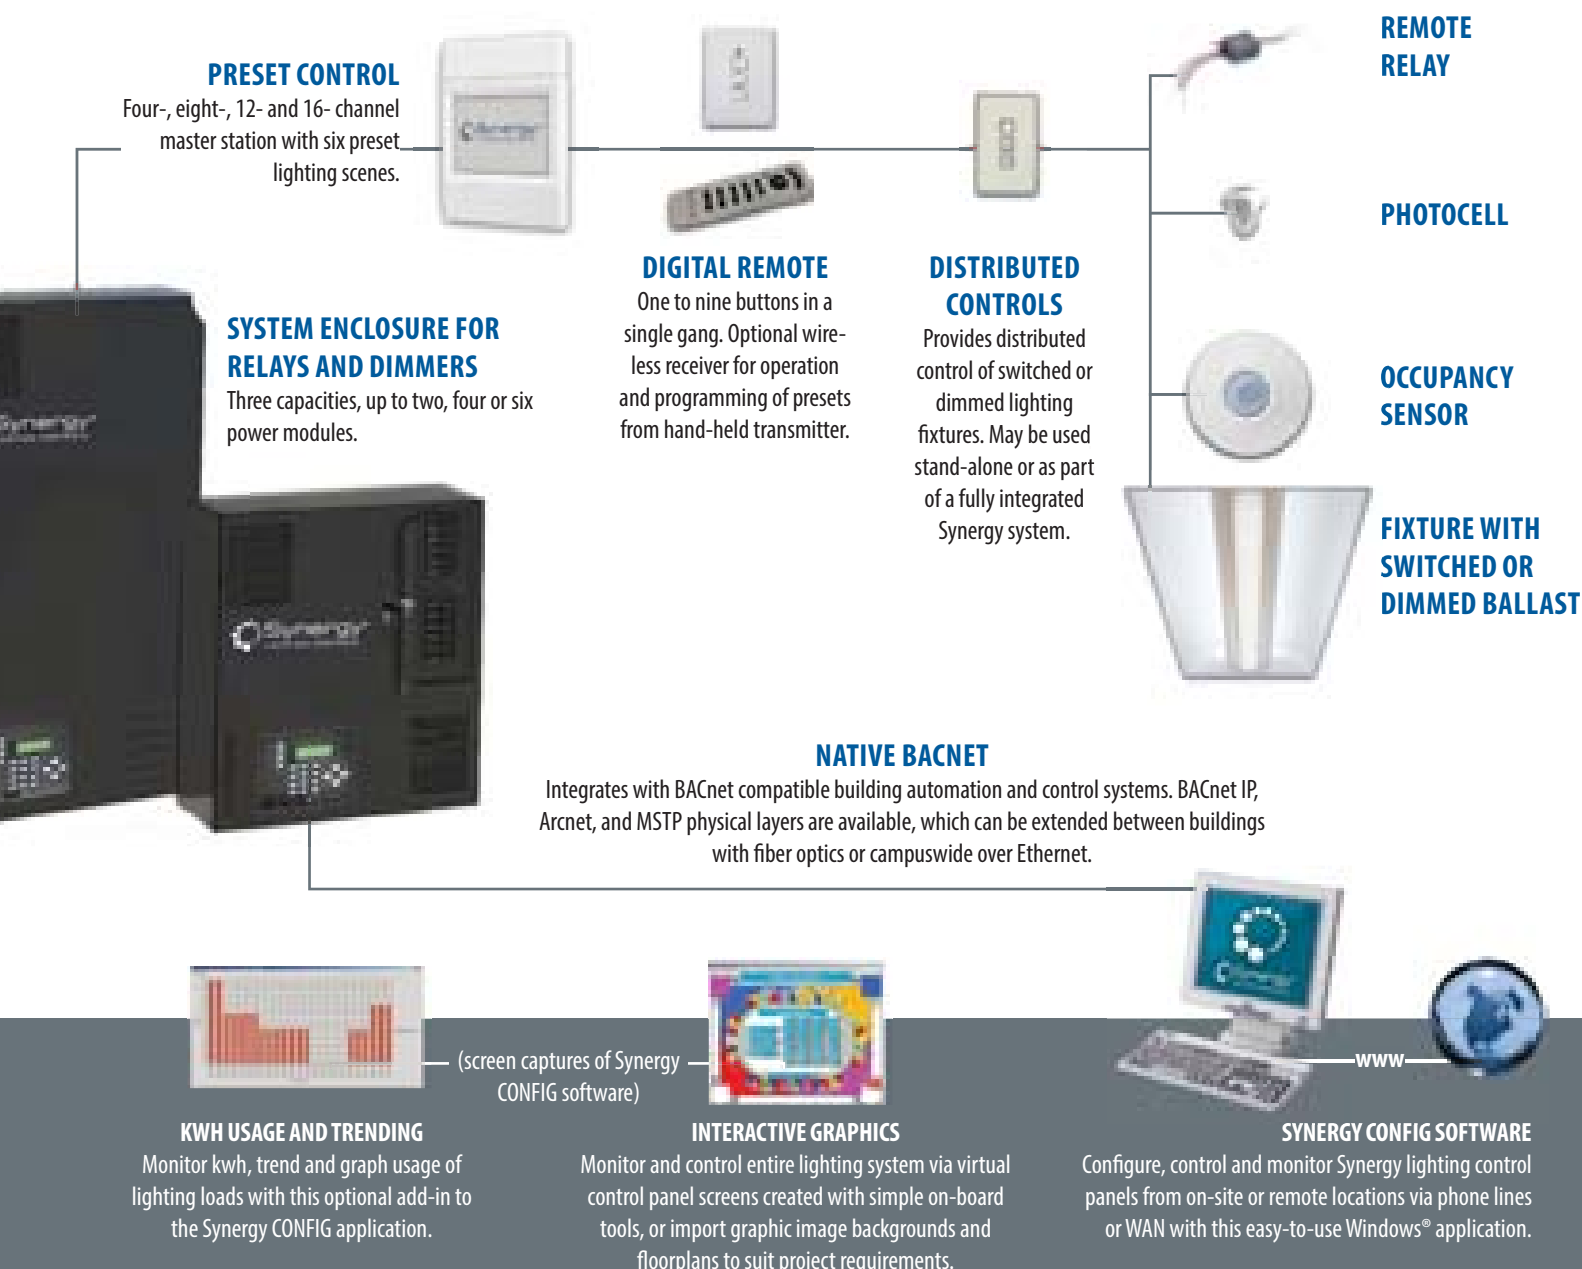 REMOTE
RELAY
PRESET CONTROL
Four-, eight-, 12- and 16- channel
master station with six preset
lighting scenes.
Synergy
PHOTOCELL
DIGITAL REMOTE
One to nine buttons in a
single gang. Optional wire-
less receiver for operation
and programming of presets
from hand-held transmitter.
DISTRIBUTED
CONTROLS
Provides distributed
control of switched or
dimmed lighting
fixtures. May be used
stand-alone or as part
of a fully integrated
Synergy system.
SYSTEM ENCLOSURE FOR
RELAYS AND DIMMERS
Three capacities, up to two, four or six
power modules.
OCCUPANCY
SENSOR
Synergy
FIXTURE WITH
SWITCHED OR
DIMMED BALLAST
Synergy
NATIVE BACNET
Integrates with BACnet compatible building automation and control systems. BACnet IP,
Arcnet, and MSTP physical layers are available, which can be extended between buildings
with fiber optics or campuswide over Ethernet.
Synergy
(screen captures of Synergy
CONFIG software)
www
KWH USAGE AND TRENDING
Monitor kwh, trend and graph usage of
lighting loads with this optional add-in to
the Synergy CONFIG application.
INTERACTIVE GRAPHICS
Monitor and control entire lighting system via virtual
control panel screens created with simple on-board
tools, or import graphic image backgrounds and
floorplans to suit project requirements.
SYNERGY CONFIG SOFTWARE
Configure, control and monitor Synergy lighting control
panels from on-site or remote locations via phone lines
or WAN with this easy-to-use Windows® application.